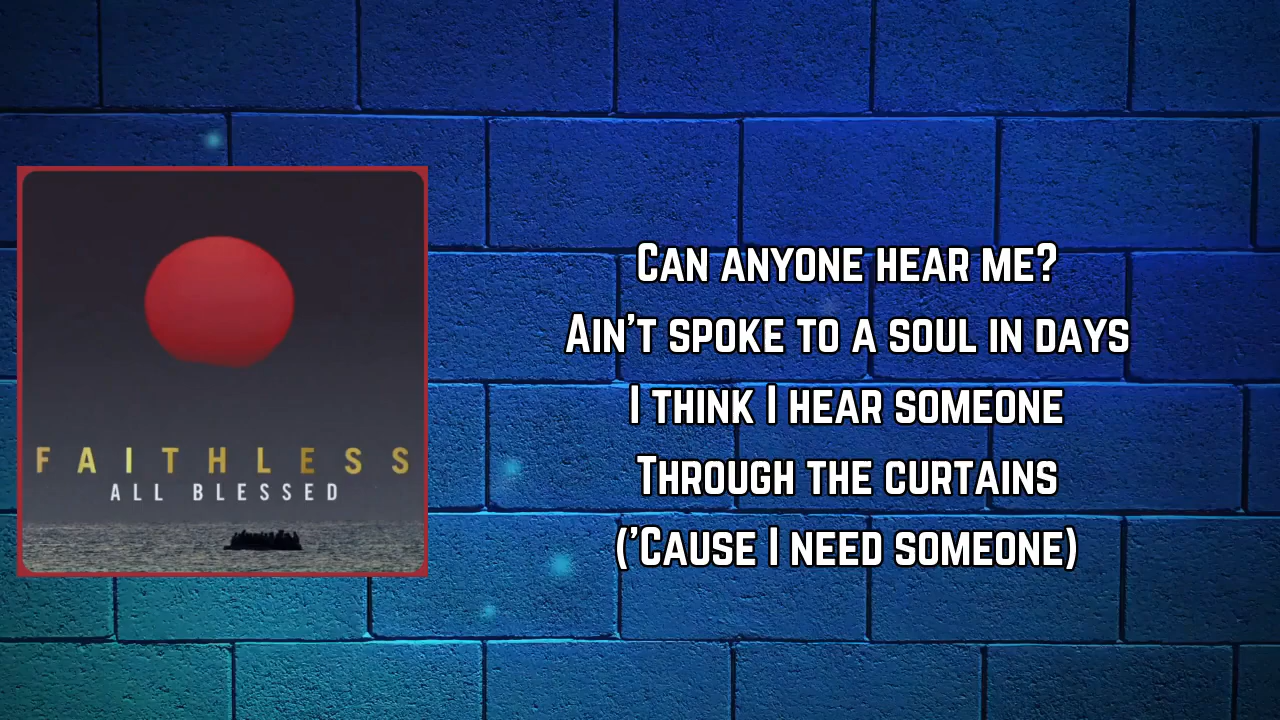 FAITHLESS
ALL BLESSED
Can anyone hear me?
Ain't spoke to a soul in days
I think I hear someone
Through the curtains
('Cause I need someone)